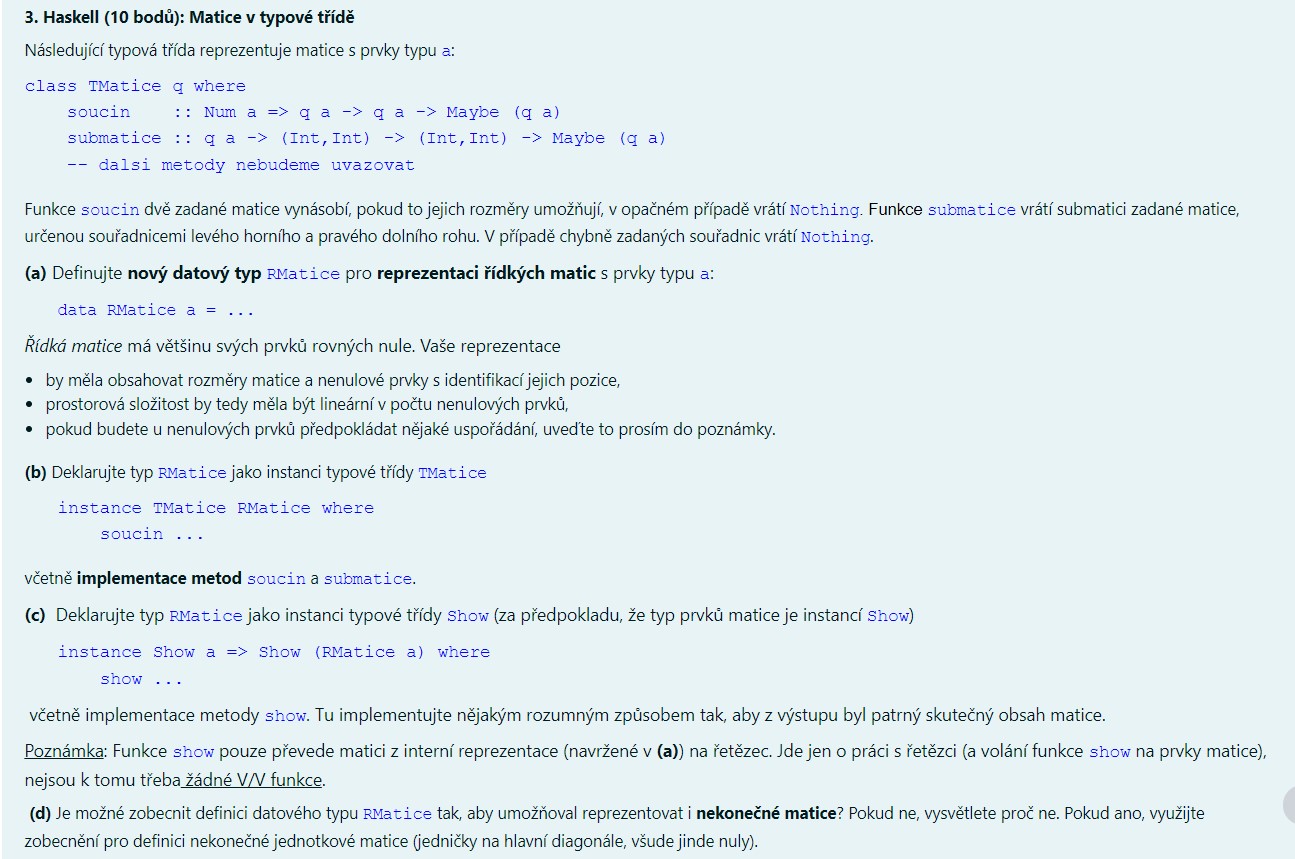 3. Haskell (10 bodů): Matice v typové třídě
Následující typová třída reprezentuje matice s prvky typu a:
class TMatice q where
    soucin    :: Num a => q a -> q a -> Maybe (q a)
    submatice :: q a -> (Int,Int) -> (Int,Int) -> Maybe (q a)
    -- dalsi metody nebudeme uvazovat
Funkce soucin dvě zadané matice vynásobí, pokud to jejich rozměry umožňují, v opačném případě vrátí Nothing. Funkce submatice vrátí submatici zadané matice,
určenou souřadnicemi levého horního a pravého dolního rohu. V případě chybně zadaných souřadnic vrátí Nothing.
(a) Definujte nový datový typ RMatice pro reprezentaci řídkých matic s prvky typu a:
data RMatice a = ...
Řídká matice má většinu svých prvků rovných nule. Vaše reprezentace
• by měla obsahovat rozměry matice a nenulové prvky s identifikací jejich pozice,
• prostorová složitost by tedy měla být lineární v počtu nenulových prvků,
• pokud budete u nenulových prvků předpokládat nějaké uspořádání, uveďte to prosím do poznámky.
(b) Deklarujte typ RMatice jako instanci typové třídy TMatice
instance TMatice RMatice where
    soucin ...
včetně implementace metod soucin a submatice.
(c) Deklarujte typ RMatice jako instanci typové třídy Show (za předpokladu, že typ prvků matice je instancí Show)
instance Show a => Show (RMatice a) where
    show ...
včetně implementace metody show. Tu implementujte nějakým rozumným způsobem tak, aby z výstupu byl patrný skutečný obsah matice.
Poznámka: Funkce show pouze převede matici z interní reprezentace (navržené v (a)) na řetězec. Jde jen o práci s řetězci (a volání funkce show na prvky matice),
nejsou k tomu třeba žádné V/V funkce.
(d) Je možné zobecnit definici datového typu RMatice tak, aby umožňoval reprezentovat i nekonečné matice? Pokud ne, vysvětlete proč ne. Pokud ano, využijte
zobecnění pro definici nekonečné jednotkové matice (jedničky na hlavní diagonále, všude jinde nuly).